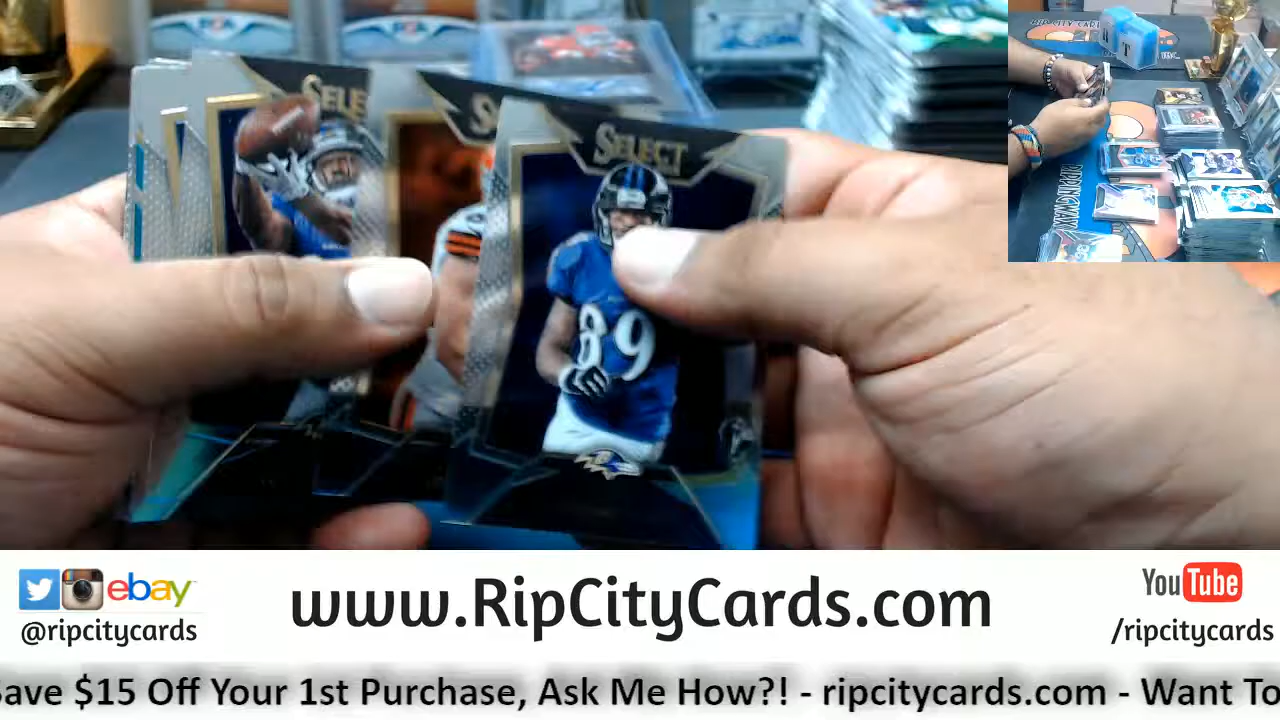 SELE
SELECT
89
www.RipCityCards.com
ebay
@ripcitycards
YouTube
/ripcitycards
Save $15 Off Your 1st Purchase, Ask Me How?! - ripcitycards.com - Want To